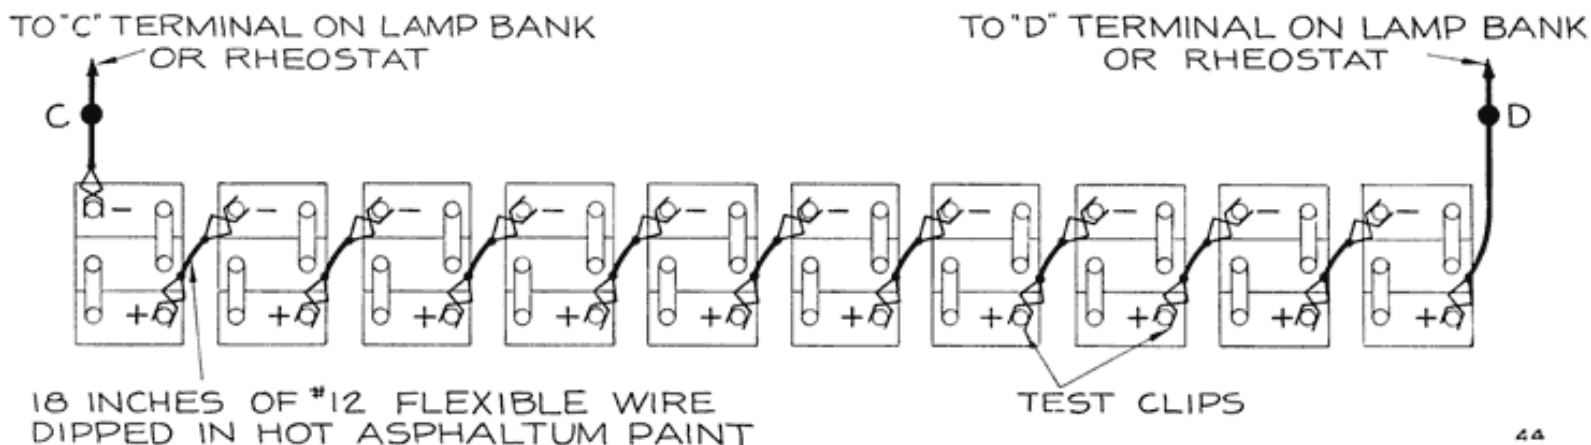 TO "C" TERMINAL ON LAMP BANK
OR RHEOSTAT
TO "D" TERMINAL ON LAMP BANK
OR RHEOSTAT
C
D
- - - - - - - - - -
+ + + + + + + + + +
18 INCHES OF #12 FLEXIBLE WIRE
DIPPED IN HOT ASPHALTUM PAINT
TEST CLIPS
44